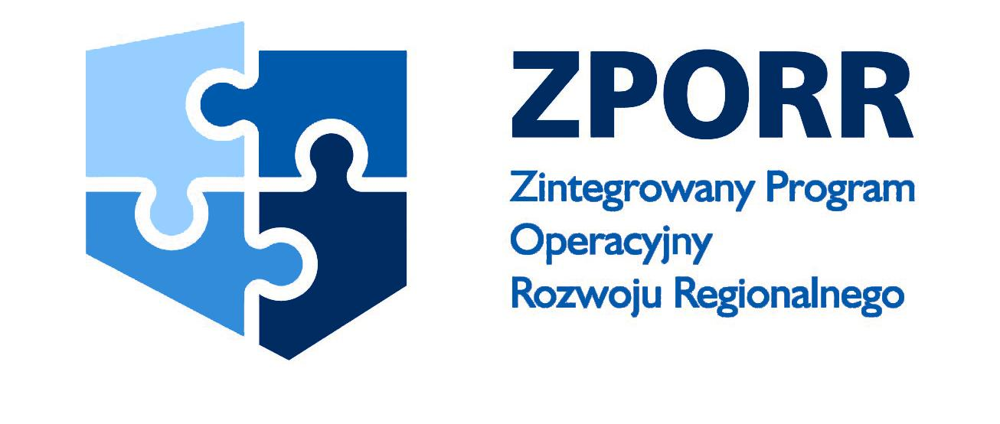 ZPORR
Zintegrowany Program
Operacyjny
Rozwoju Regionalnego